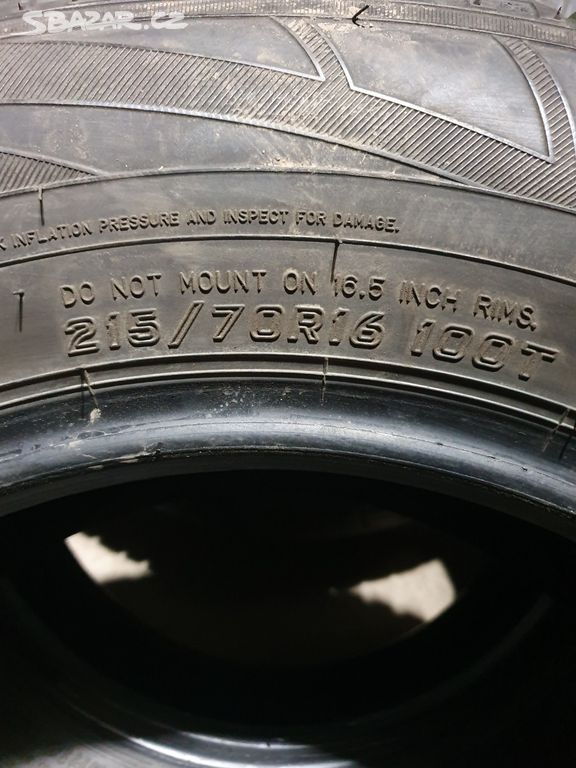 SBAZAR.CZ
K INFLATION PRESSURE AND INSPECT FOR DAMAGE.
DO NOT MOUNT ON 16.5 INCH RIMS.
215/70R16 100T